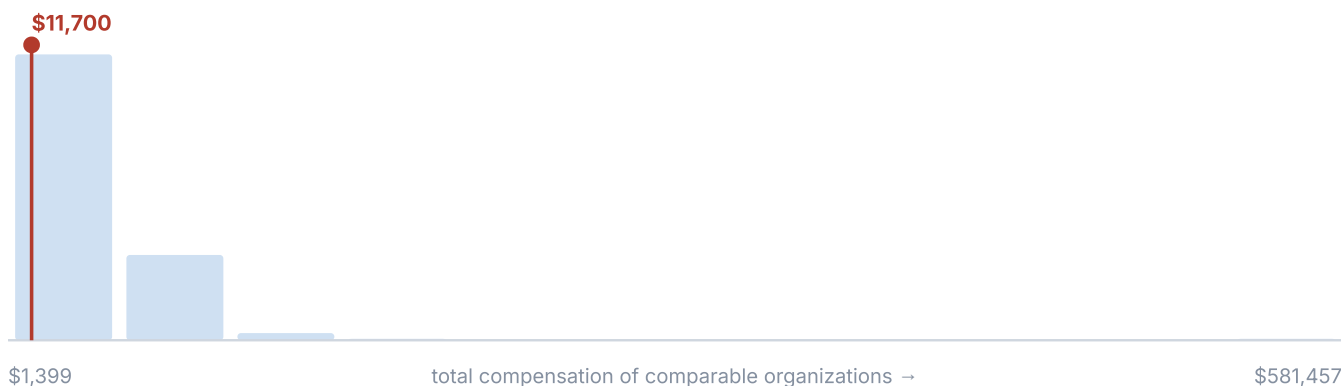 $11,700
$1,399 total compensation of comparable organizations → $581,457